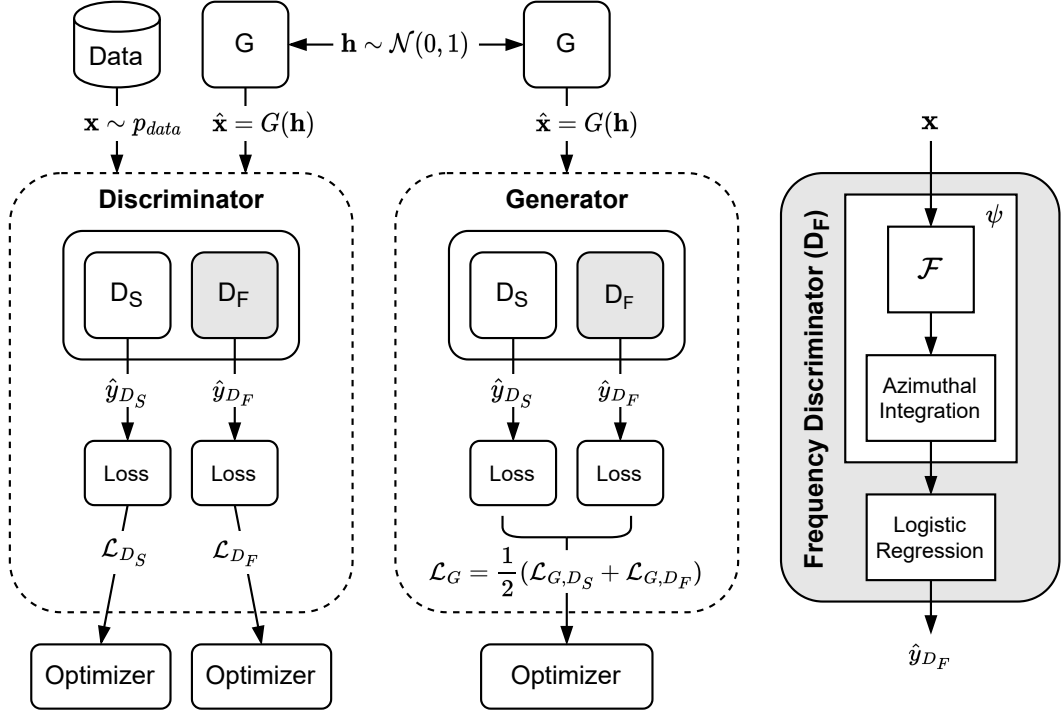 Data
G
𝐡 ∼ 𝒩(0, 1)
G
𝐱 ∼ p_{data}
𝐱̂ = G(𝐡)
𝐱̂ = G(𝐡)
Discriminator
D_S
D_F
ŷ_{D_S}
ŷ_{D_F}
Loss
Loss
ℒ_{D_S}
ℒ_{D_F}
Optimizer
Optimizer
Generator
D_S
D_F
ŷ_{D_S}
ŷ_{D_F}
Loss
Loss
ℒ_G = 1/2(ℒ_{G,D_S} + ℒ_{G,D_F})
Optimizer
𝐱
Frequency Discriminator (D_F)
ψ
ℱ
Azimuthal
Integration
Logistic
Regression
ŷ_{D_F}